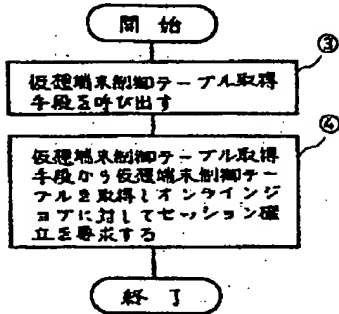 開始
③
仮想端末制御テーブル取得
手段を呼び出す
④
仮想端末制御テーブル取得
手段から仮想端末制御テー
ブルを取得しオンラインジ
ョブに対してセッション確
立を要求する
終了